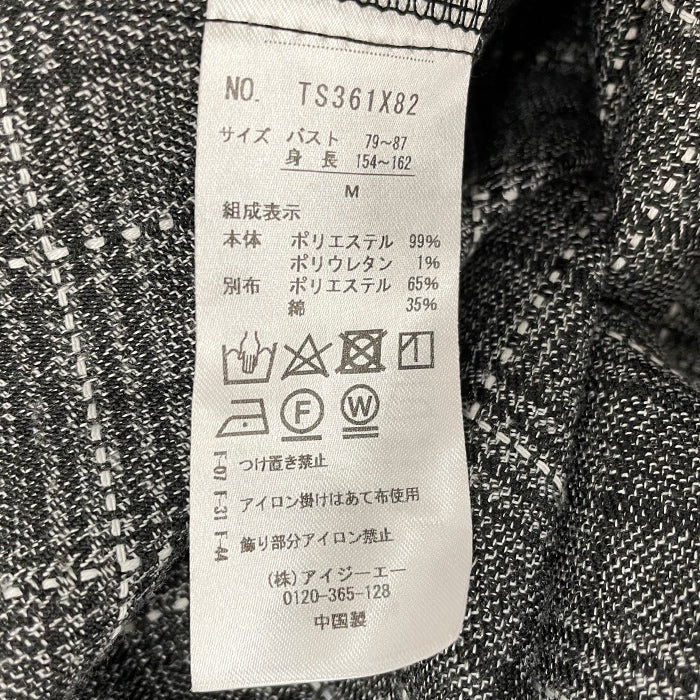 NO. TS361X82
サイズ バスト 79~87
身 長 154~162
M
組成表示
本体 ポリエステル 99%
ポリウレタン 1%
別布 ポリエステル 65%
綿 35%
F
W
F-07 つけ置き禁止
F-31 アイロン掛けはあて布使用
F-44 飾り部分アイロン禁止
(株)アイジーエー
0120-365-128
中国製